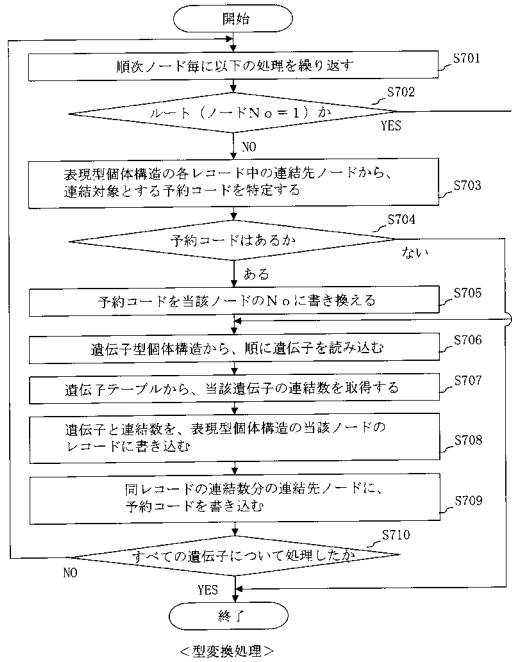 開始
順次ノード毎に以下の処理を繰り返す
S701
S702
ルート（ノードＮｏ＝１）か
YES
NO
表現型個体構造の各レコード中の連結先ノードから、
連結対象とする予約コードを特定する
S703
S704
予約コードはあるか
ない
ある
予約コードを当該ノードのＮｏに書き換える
S705
遺伝子型個体構造から、順に遺伝子を読み込む
S706
遺伝子テーブルから、当該遺伝子の連結数を取得する
S707
遺伝子と連結数を、表現型個体構造の当該ノードの
レコードに書き込む
S708
同レコードの連結数分の連結先ノードに、
予約コードを書き込む
S709
S710
すべての遺伝子について処理したか
NO
YES
終了
＜型変換処理＞